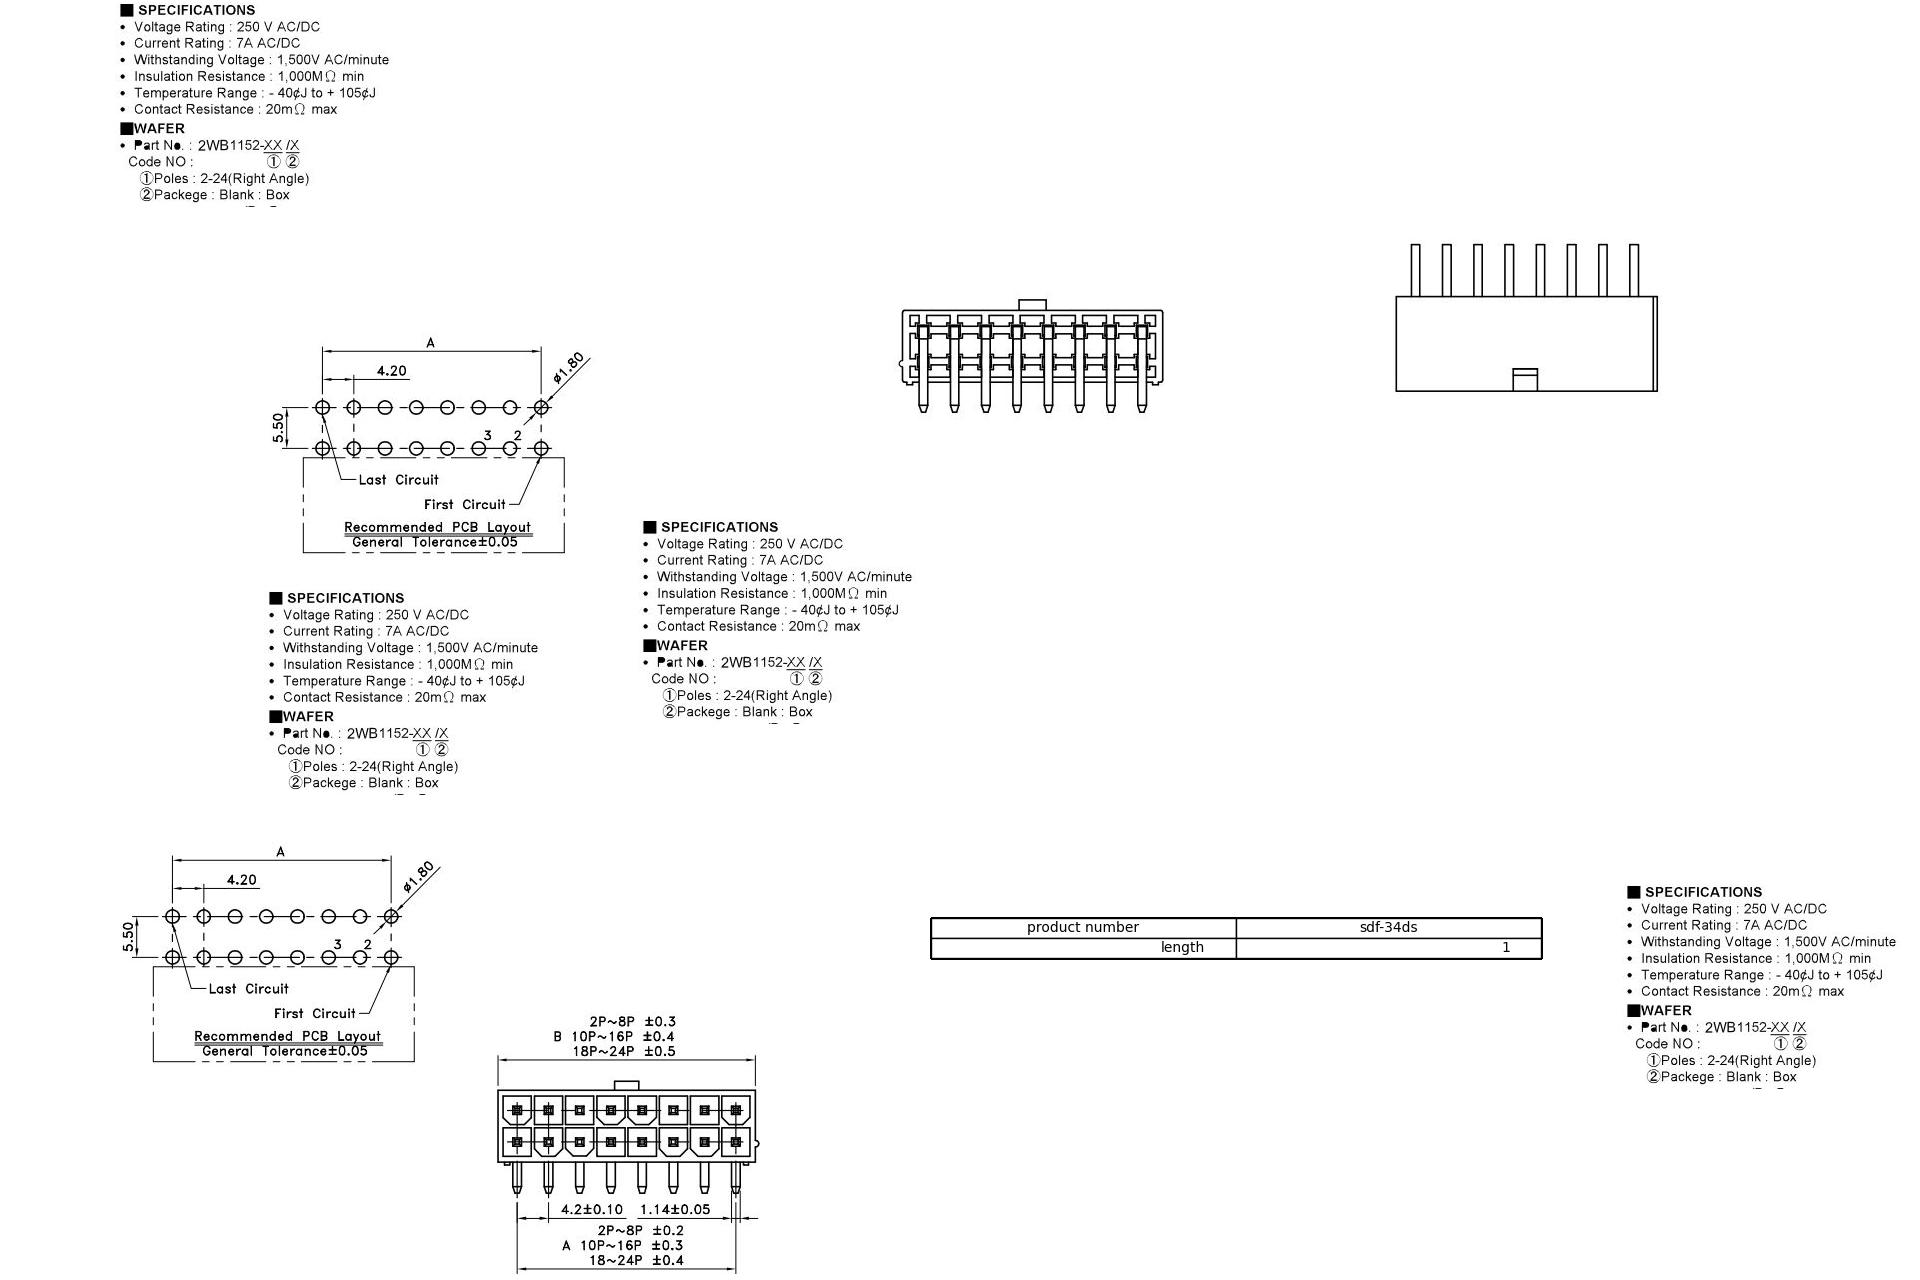 ■ SPECIFICATIONS
• Voltage Rating : 250 V AC/DC
• Current Rating : 7A AC/DC
• Withstanding Voltage : 1,500V AC/minute
• Insulation Resistance : 1,000MΩ min
• Temperature Range : - 40¢J to + 105¢J
• Contact Resistance : 20mΩ max
■WAFER
• Part No. : 2WB1152-XX /X
Code NO : ① ②
①Poles : 2-24(Right Angle)
②Packege : Blank : Box
A
4.20
ø1.80
5.50
3 2
Last Circuit
First Circuit
Recommended PCB Layout
General Tolerance±0.05
■ SPECIFICATIONS
• Voltage Rating : 250 V AC/DC
• Current Rating : 7A AC/DC
• Withstanding Voltage : 1,500V AC/minute
• Insulation Resistance : 1,000MΩ min
• Temperature Range : - 40¢J to + 105¢J
• Contact Resistance : 20mΩ max
■WAFER
• Part No. : 2WB1152-XX /X
Code NO : ① ②
①Poles : 2-24(Right Angle)
②Packege : Blank : Box
■ SPECIFICATIONS
• Voltage Rating : 250 V AC/DC
• Current Rating : 7A AC/DC
• Withstanding Voltage : 1,500V AC/minute
• Insulation Resistance : 1,000MΩ min
• Temperature Range : - 40¢J to + 105¢J
• Contact Resistance : 20mΩ max
■WAFER
• Part No. : 2WB1152-XX /X
Code NO : ① ②
①Poles : 2-24(Right Angle)
②Packege : Blank : Box
A
4.20
ø1.80
5.50
3 2
Last Circuit
First Circuit
Recommended PCB Layout
General Tolerance±0.05
product number sdf-34ds
length 1
■ SPECIFICATIONS
• Voltage Rating : 250 V AC/DC
• Current Rating : 7A AC/DC
• Withstanding Voltage : 1,500V AC/minute
• Insulation Resistance : 1,000MΩ min
• Temperature Range : - 40¢J to + 105¢J
• Contact Resistance : 20mΩ max
■WAFER
• Part No. : 2WB1152-XX /X
Code NO : ① ②
①Poles : 2-24(Right Angle)
②Packege : Blank : Box
2P~8P ±0.3
B 10P~16P ±0.4
18P~24P ±0.5
4.2±0.10 1.14±0.05
2P~8P ±0.2
A 10P~16P ±0.3
18~24P ±0.4